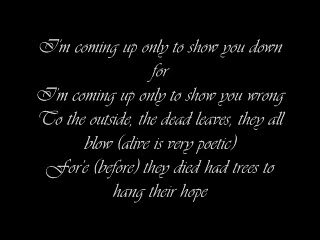 I'm coming up only to show you down
for
I'm coming up only to show you wrong
To the outside, the dead leaves, they all
blow (alive is very poetic)
For'e (before) they died had trees to
hang their hope